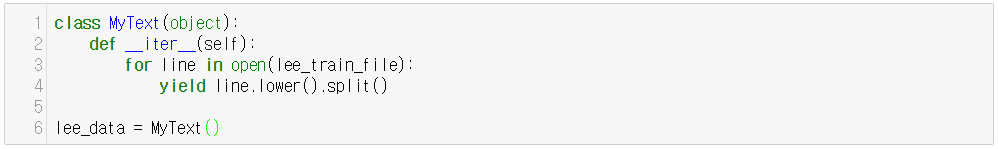 1 class MyText(object):
2     def __iter__(self):
3         for line in open(lee_train_file):
4             yield line.lower().split()
5
6 lee_data = MyText()